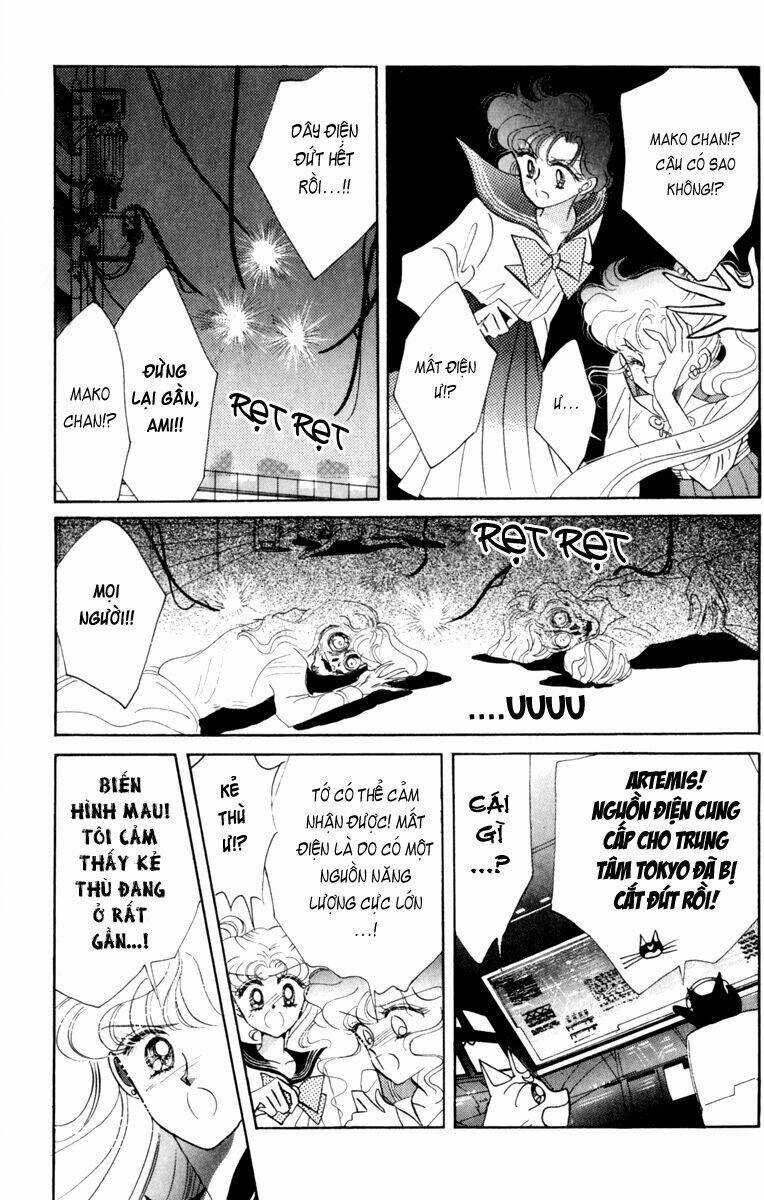 MAKO CHAN!?
CẬU CÓ SAO
KHÔNG!?
Ư...
MẤT ĐIỆN
Ư!?
DÂY ĐIỆN
ĐỨT HẾT
RỒI...!!
ĐỪNG
LẠI GẦN,
AMI!!
MAKO
CHAN!?
RẸT RẸT
RẸT RẸT
MỌI
NGƯỜI!!
....UUUU
ARTEMIS!
NGUỒN ĐIỆN CUNG
CẤP CHO TRUNG
TÂM TOKYO ĐÃ BỊ
CẮT ĐỨT RỒI!
CÁI
GÌ
...?
TỚ CÓ THỂ CẢM
NHẬN ĐƯỢC! MẤT
ĐIỆN LÀ DO CÓ MỘT
NGUỒN NĂNG
LƯỢNG CỰC LỚN
...!
KẺ
THÙ
Ư!?
BIẾN
HÌNH MAU!
TÔI CẢM
THẤY KẺ
THÙ ĐANG
Ở RẤT
GẦN...!